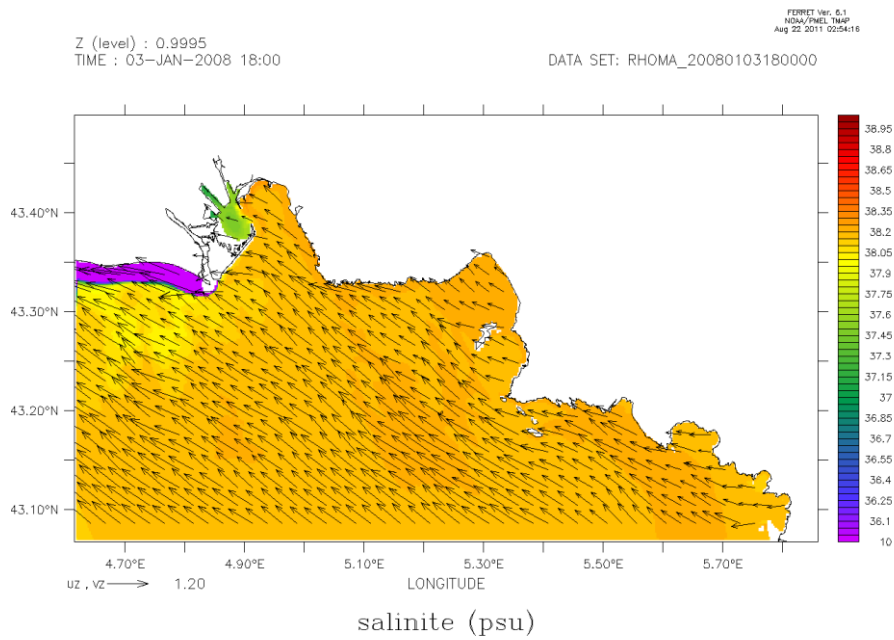 FERRET Ver. 6.1
NOAA/PMEL TMAP
Aug 22 2011 02:54:16
Z (level) : 0.9995
TIME : 03-JAN-2008 18:00
DATA SET: RHOMA_20080103180000
38.95
38.8
38.65
38.5
38.35
38.2
38.05
37.9
37.75
37.6
37.45
37.3
37.15
37
36.85
36.7
36.55
36.4
36.25
36.1
10
43.40°N
43.30°N
43.20°N
43.10°N
4.70°E
4.90°E
5.10°E
5.30°E
5.50°E
5.70°E
uz , vz 1.20
LONGITUDE
salinite (psu)